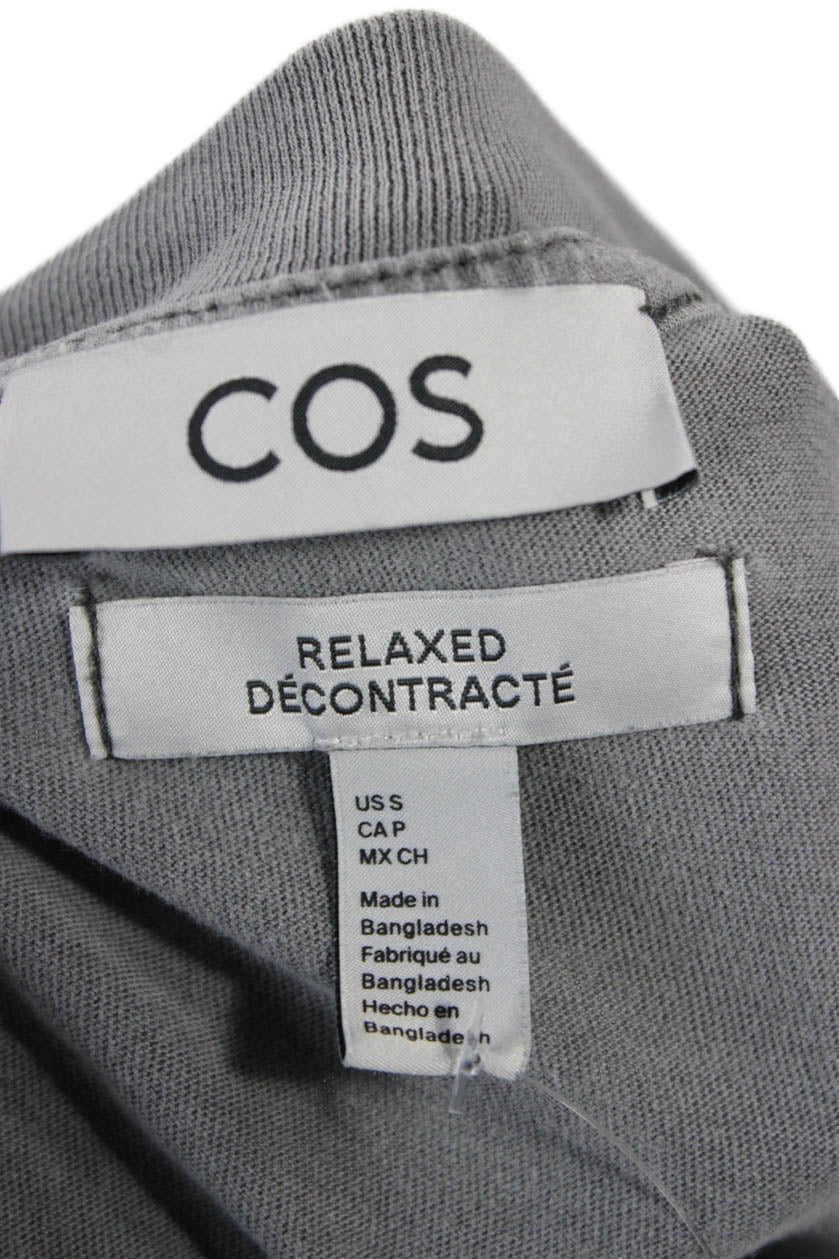 COS
RELAXED
DÉCONTRACTÉ
US S
CA P
MX CH
Made in
Bangladesh
Fabriqué au
Bangladesh
Hecho en
Bangladesh